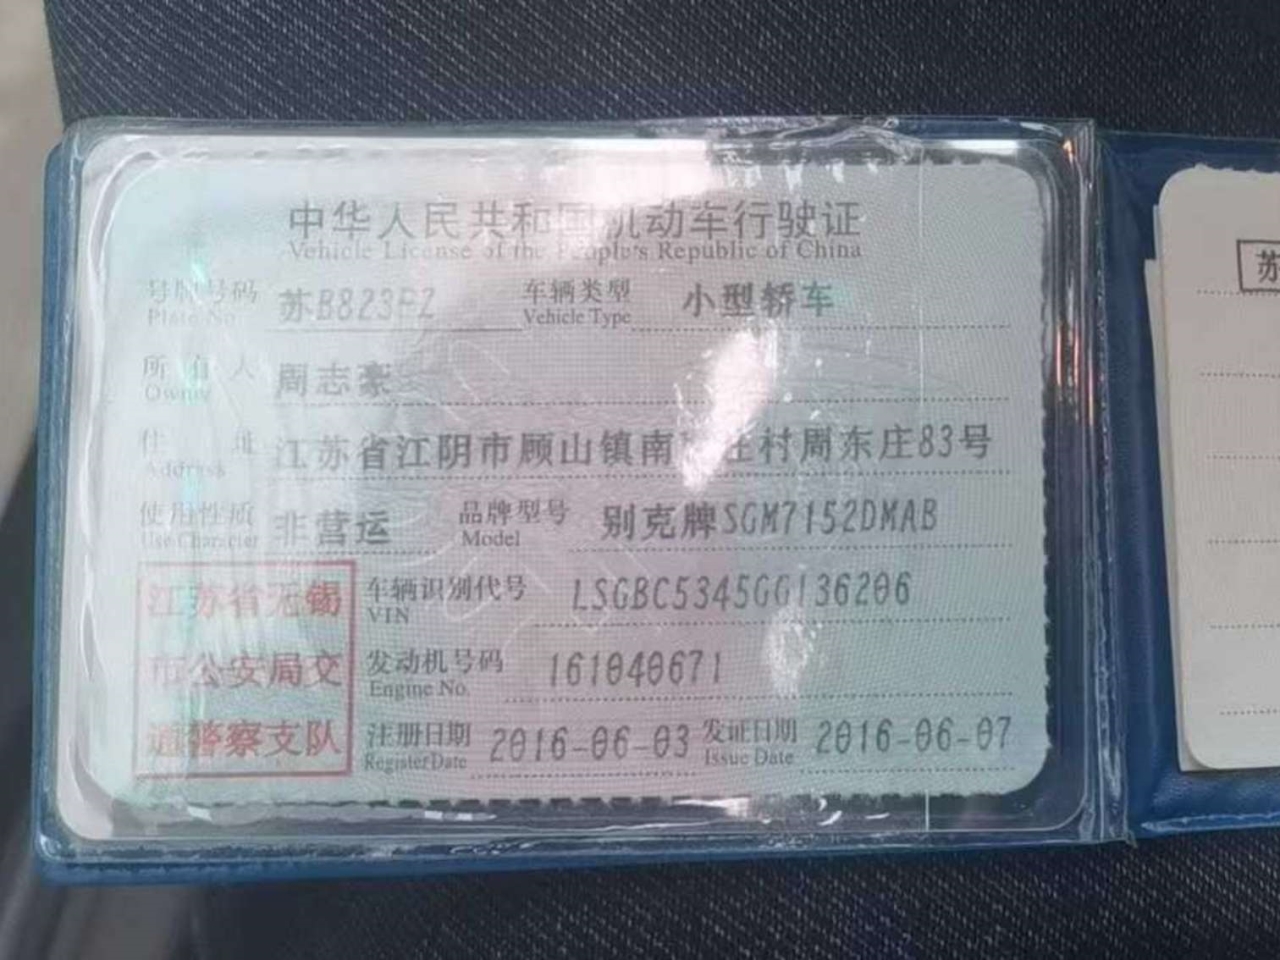 中华人民共和国机动车行驶证
Vehicle License of the People's Republic of China
号牌号码 苏B823 Z 车辆类型 小型轿车
Plate No. Vehicle Type
所有人 周志豪
Owner
住址 江苏省江阴市顾山镇南 庄村周东庄83号
Address
使用性质 非营运 品牌型号 别克牌SGM7152DMAB
Use Character Model
江苏省无锡 车辆识别代号 LSGBC5345GG136206
VIN
市公安局交 发动机号码 161040671
Engine No.
通警察支队 注册日期 2016-06-03 发证日期 2016-06-07
Register Date Issue Date
苏